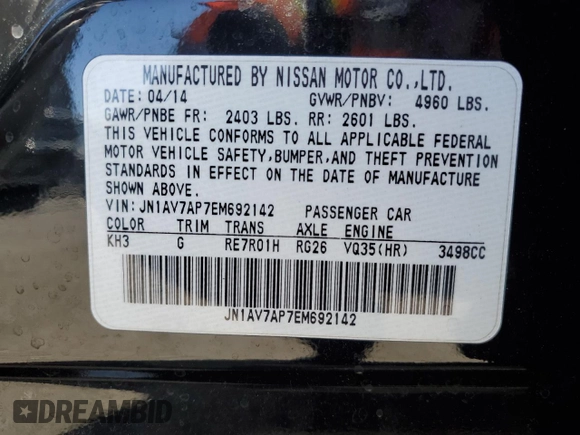 MANUFACTURED BY NISSAN MOTOR CO.,LTD.
DATE: 04/14 GVWR/PNBV: 4960 LBS.
GAWR/PNBE FR: 2403 LBS. RR: 2601 LBS.
THIS VEHICLE CONFORMS TO ALL APPLICABLE FEDERAL
MOTOR VEHICLE SAFETY,BUMPER,AND THEFT PREVENTION
STANDARDS IN EFFECT ON THE DATE OF MANUFACTURE
SHOWN ABOVE.
VIN: JN1AV7AP7EM692142 PASSENGER CAR
COLOR TRIM TRANS AXLE ENGINE
KH3 G RE7R01H RG26 VQ35(HR) 3498CC
JN1AV7AP7EM692142
DREAMBID